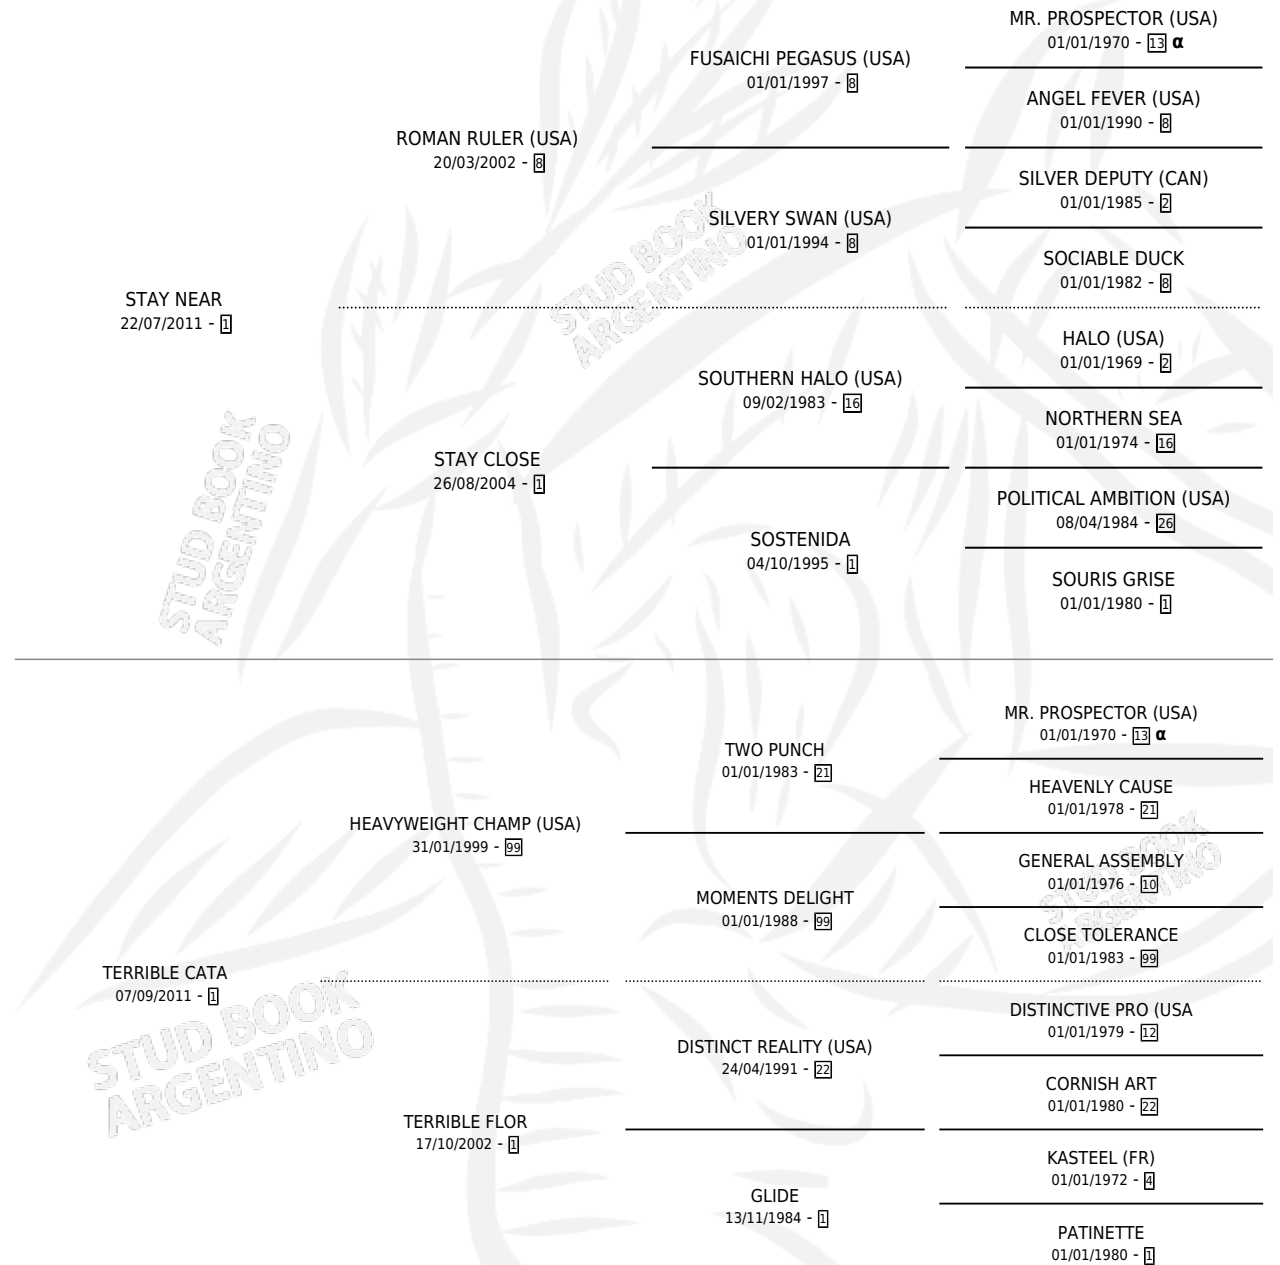 MR. PROSPECTOR (USA)
01/01/1970 - 13 α
FUSAICHI PEGASUS (USA)
01/01/1997 - 8
ANGEL FEVER (USA)
01/01/1990 - 8
ROMAN RULER (USA)
20/03/2002 - 8
SILVER DEPUTY (CAN)
01/01/1985 - 2
SILVERY SWAN (USA)
01/01/1994 - 8
SOCIABLE DUCK
01/01/1982 - 8
STAY NEAR
22/07/2011 - 1
HALO (USA)
01/01/1969 - 2
SOUTHERN HALO (USA)
09/02/1983 - 16
NORTHERN SEA
01/01/1974 - 16
STAY CLOSE
26/08/2004 - 1
POLITICAL AMBITION (USA)
08/04/1984 - 26
SOSTENIDA
04/10/1995 - 1
SOURIS GRISE
01/01/1980 - 1
STUD BOOK
ARGENTINO
STUD BOOK
ARGENTINO
MR. PROSPECTOR (USA)
01/01/1970 - 13 α
TWO PUNCH
01/01/1983 - 21
HEAVENLY CAUSE
01/01/1978 - 21
HEAVYWEIGHT CHAMP (USA)
31/01/1999 - 99
GENERAL ASSEMBLY
01/01/1976 - 10
MOMENTS DELIGHT
01/01/1988 - 99
CLOSE TOLERANCE
01/01/1983 - 99
TERRIBLE CATA
07/09/2011 - 1
DISTINCTIVE PRO (USA
01/01/1979 - 12
DISTINCT REALITY (USA)
24/04/1991 - 22
CORNISH ART
01/01/1980 - 22
TERRIBLE FLOR
17/10/2002 - 1
KASTEEL (FR)
01/01/1972 - 4
GLIDE
13/11/1984 - 1
PATINETTE
01/01/1980 - 1
STUD BOOK
ARGENTINO
STUD BOOK
ARGENTINO